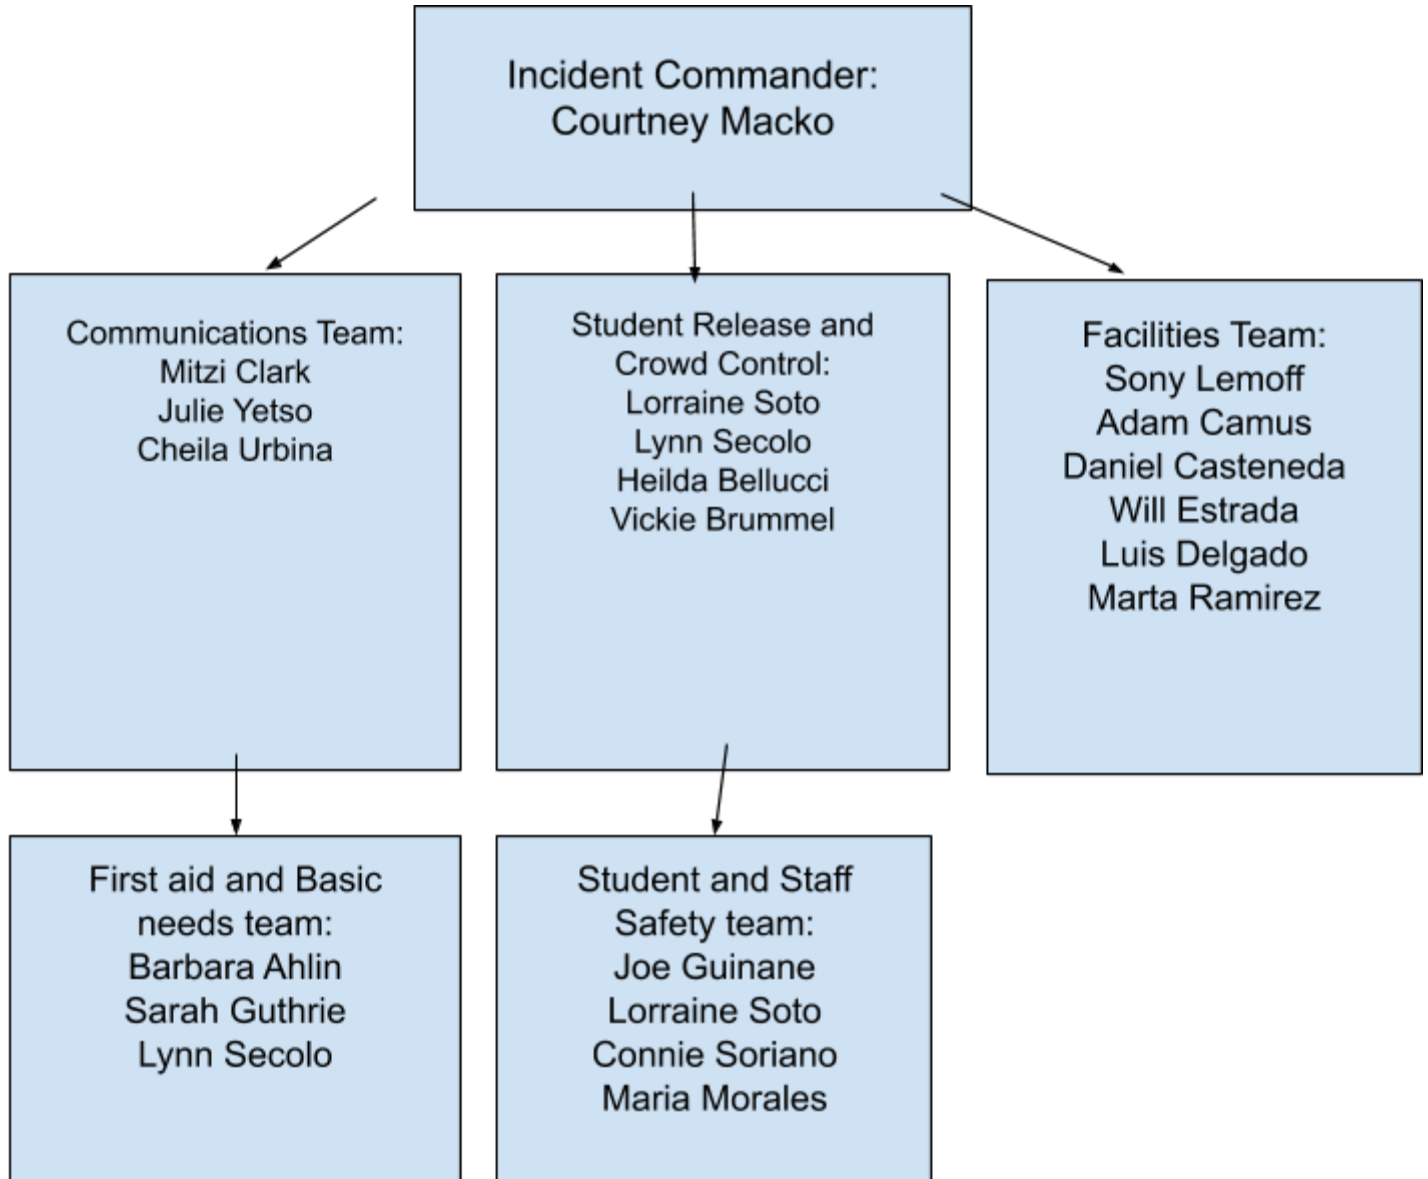 Incident Commander:
Courtney Macko
Communications Team:
Mitzi Clark
Julie Yetso
Cheila Urbina
Student Release and
Crowd Control:
Lorraine Soto
Lynn Secolo
Heilda Bellucci
Vickie Brummel
Facilities Team:
Sony Lemoff
Adam Camus
Daniel Casteneda
Will Estrada
Luis Delgado
Marta Ramirez
First aid and Basic
needs team:
Barbara Ahlin
Sarah Guthrie
Lynn Secolo
Student and Staff
Safety team:
Joe Guinane
Lorraine Soto
Connie Soriano
Maria Morales